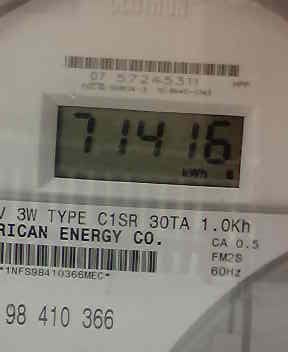 07 57245311
71416
kWh
V 3W TYPE C1SR 30TA 1.0Kh
RICAN ENERGY CO.
CA 0.5
FM2S
60Hz
*1NFS98410366MEC*
98 410 366